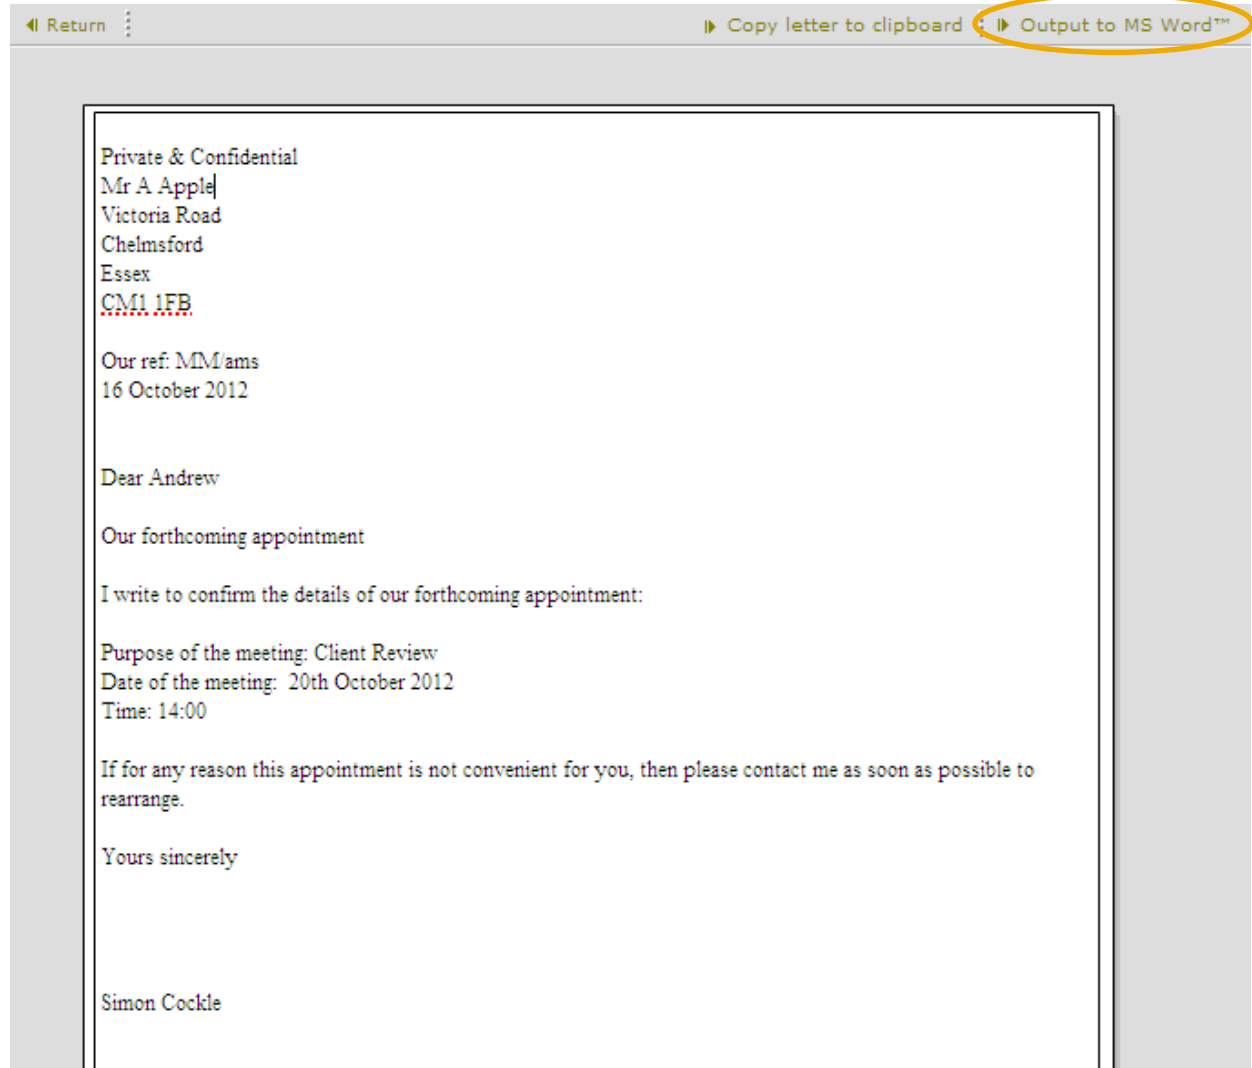 Return
Copy letter to clipboard
Output to MS Word™
Private & Confidential
Mr A Apple
Victoria Road
Chelmsford
Essex
CM1 1FB
Our ref: MM/ams
16 October 2012
Dear Andrew
Our forthcoming appointment
I write to confirm the details of our forthcoming appointment:
Purpose of the meeting: Client Review
Date of the meeting:  20th October 2012
Time: 14:00
If for any reason this appointment is not convenient for you, then please contact me as soon as possible to
rearrange.
Yours sincerely
Simon Cockle